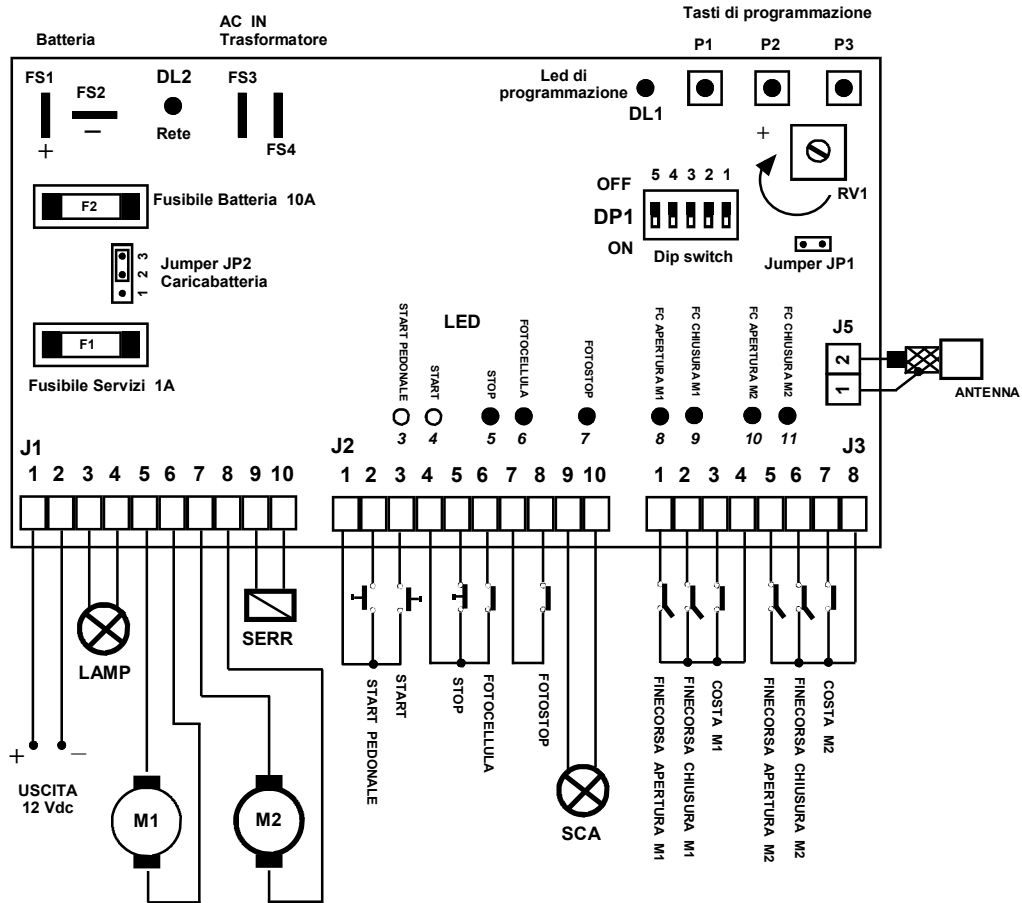 Tasti di programmazione
AC IN
Trasformatore
Batteria
P1 P2 P3
FS1
FS2
DL2
FS3
FS4
Rete
+
—
Led di
programmazione
DL1
+
RV1
OFF
5 4 3 2 1
DP1
ON
Dip switch
Jumper JP1
F2
Fusibile Batteria 10A
3
2
1
Jumper JP2
Caricabatteria
F1
Fusibile Servizi 1A
LED
START PEDONALE
START
STOP
FOTOCELLULA
FOTOSTOP
FC APERTURA M1
FC CHIUSURA M1
FC APERTURA M2
FC CHIUSURA M2
3 4 5 6 7 8 9 10 11
J5
2
1
ANTENNA
J1
1 2 3 4 5 6 7 8 9 10
J2
1 2 3 4 5 6 7 8 9 10
J3
1 2 3 4 5 6 7 8
LAMP
SERR
+ —
USCITA
12 Vdc
M1
M2
START PEDONALE
START
STOP
FOTOCELLULA
FOTOSTOP
SCA
FINECORSA APERTURA M1
FINECORSA CHIUSURA M1
COSTA M1
FINECORSA APERTURA M2
FINECORSA CHIUSURA M2
COSTA M2